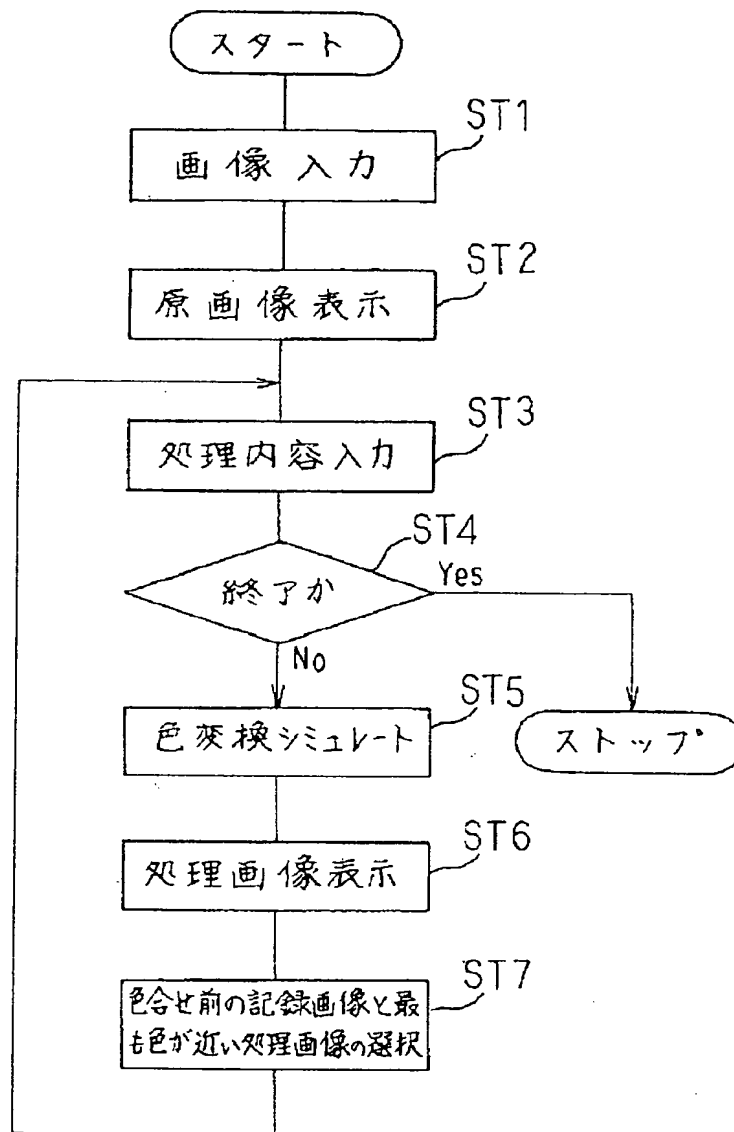 スタート
ST1
画像入力
ST2
原画像表示
ST3
処理内容入力
ST4
終了か
Yes
No
ST5
色変換シミュレート
ストップ
ST6
処理画像表示
ST7
色合せ前の記録画像と最
も色が近い処理画像の選択